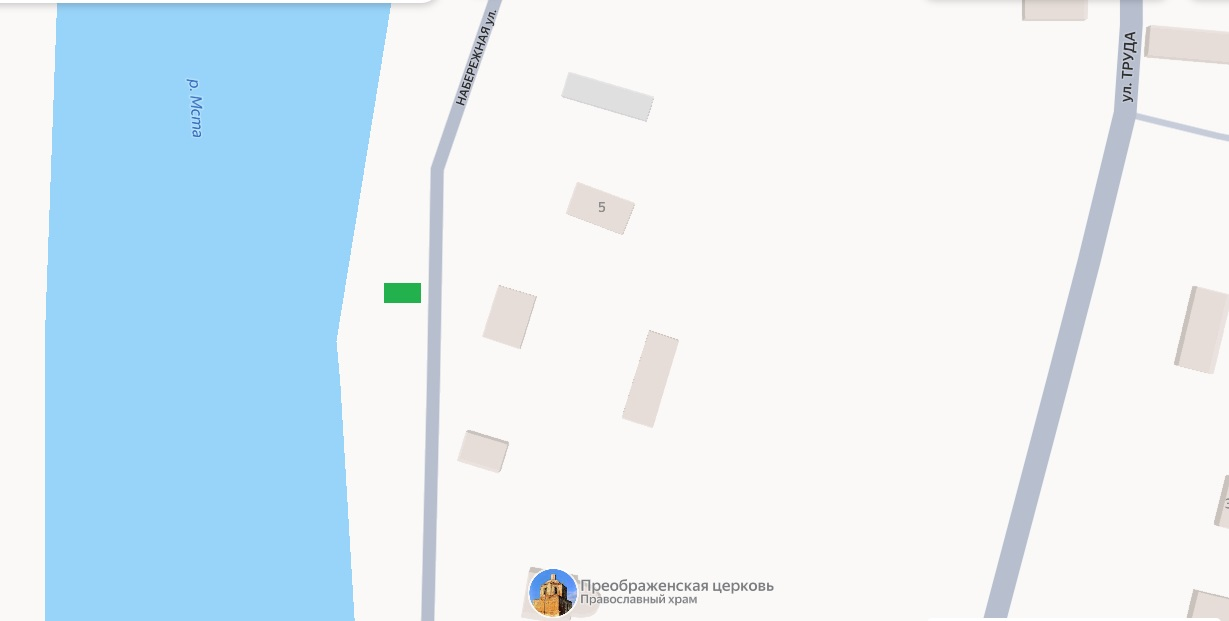 р. Мста
НАБЕРЕЖНАЯ ул.
ул. ТРУДА
5
Преображенская церковь
Православный храм